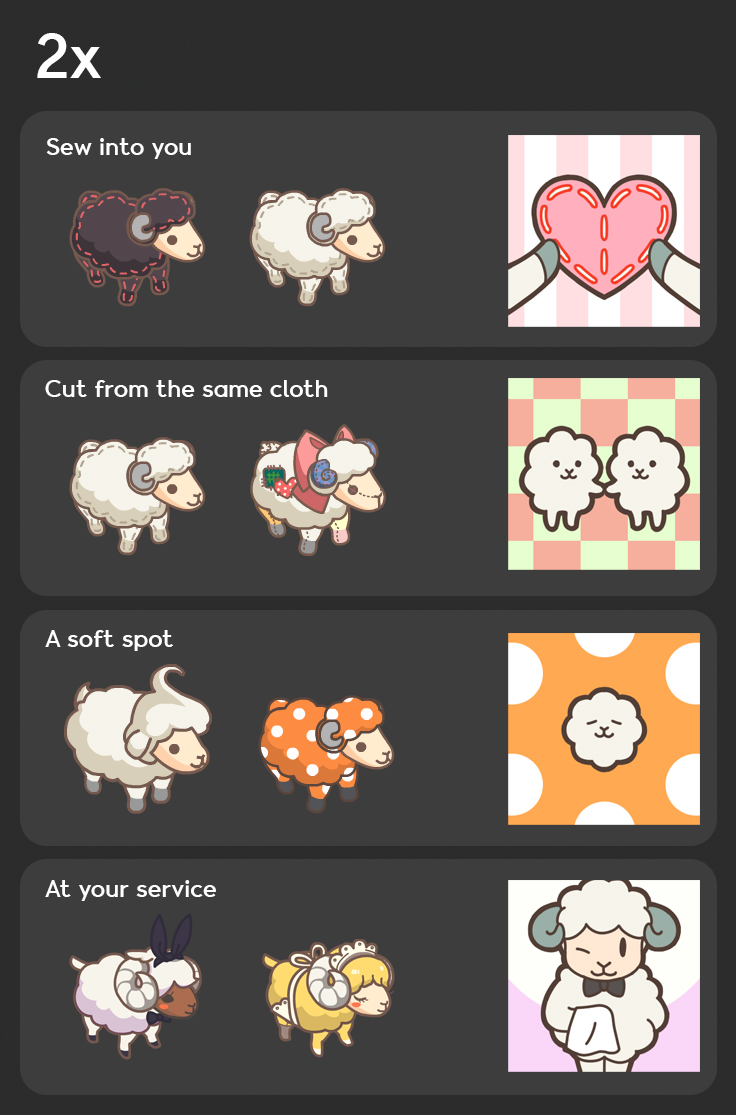 2x
Sew into you
Cut from the same cloth
A soft spot
At your service